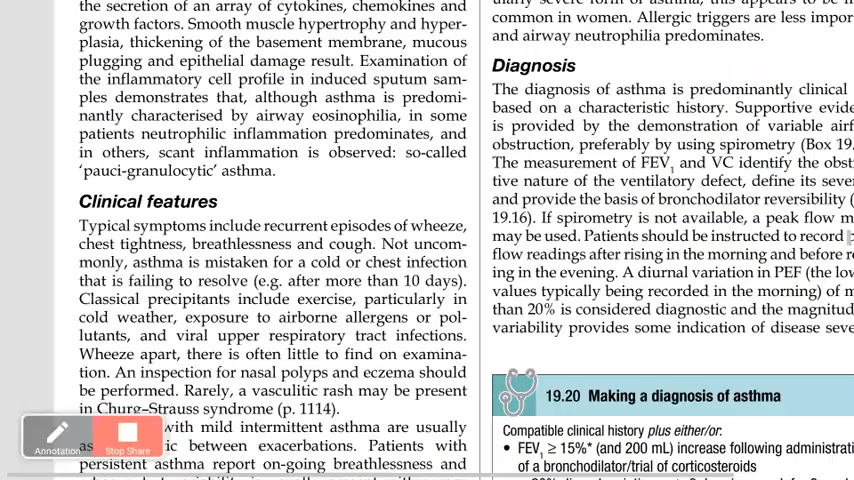 the secretion of an array of cytokines, chemokines and
growth factors. Smooth muscle hypertrophy and hyper-
plasia, thickening of the basement membrane, mucous
plugging and epithelial damage result. Examination of
the inflammatory cell profile in induced sputum sam-
ples demonstrates that, although asthma is predomi-
nantly characterised by airway eosinophilia, in some
patients neutrophilic inflammation predominates, and
in others, scant inflammation is observed: so-called
‘pauci-granulocytic’ asthma.
Clinical features
Typical symptoms include recurrent episodes of wheeze,
chest tightness, breathlessness and cough. Not uncom-
monly, asthma is mistaken for a cold or chest infection
that is failing to resolve (e.g. after more than 10 days).
Classical precipitants include exercise, particularly in
cold weather, exposure to airborne allergens or pol-
lutants, and viral upper respiratory tract infections.
Wheeze apart, there is often little to find on examina-
tion. An inspection for nasal polyps and eczema should
be performed. Rarely, a vasculitic rash may be present
in Churg–Strauss syndrome (p. 1114).
with mild intermittent asthma are usually
between exacerbations. Patients with
persistent asthma report on-going breathlessness and
Annotation
Stop Share
common in women. Allergic triggers are less impor
and airway neutrophilia predominates.
Diagnosis
The diagnosis of asthma is predominantly clinical
based on a characteristic history. Supportive evide
is provided by the demonstration of variable airf
obstruction, preferably by using spirometry (Box 19.
The measurement of FEV1 and VC identify the obst
tive nature of the ventilatory defect, define its seve
and provide the basis of bronchodilator reversibility (
19.16). If spirometry is not available, a peak flow m
may be used. Patients should be instructed to record p
flow readings after rising in the morning and before re
ing in the evening. A diurnal variation in PEF (the low
values typically being recorded in the morning) of m
than 20% is considered diagnostic and the magnitud
variability provides some indication of disease seve
19.20 Making a diagnosis of asthma
Compatible clinical history plus either/or:
• FEV1 ≥ 15%* (and 200 mL) increase following administrati
of a bronchodilator/trial of corticosteroids